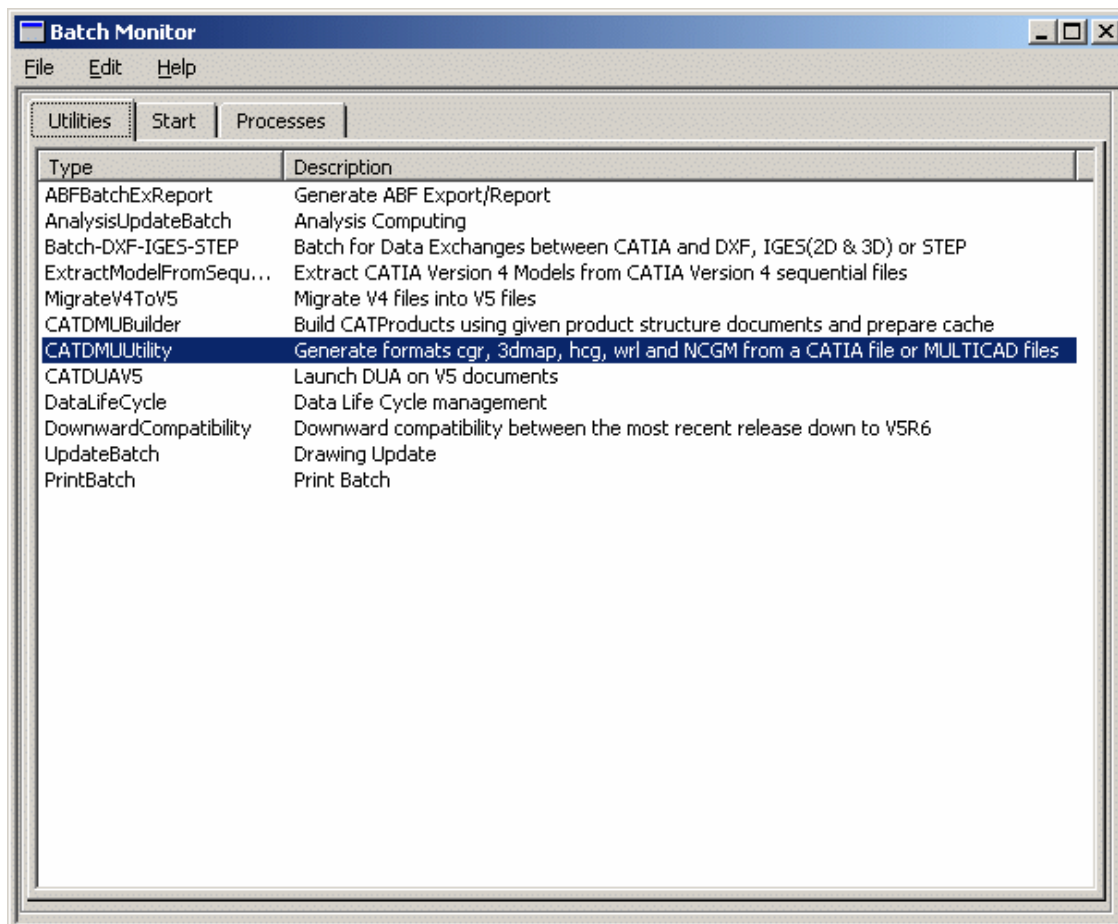 Batch Monitor
File Edit Help
Utilities Start Processes
Type Description
ABFBatchExReport Generate ABF Export/Report
AnalysisUpdateBatch Analysis Computing
Batch-DXF-IGES-STEP Batch for Data Exchanges between CATIA and DXF, IGES(2D & 3D) or STEP
ExtractModelFromSequ... Extract CATIA Version 4 Models from CATIA Version 4 sequential files
MigrateV4ToV5 Migrate V4 files into V5 files
CATDMUBuilder Build CATProducts using given product structure documents and prepare cache
CATDMUUtility Generate formats cgr, 3dmap, hcg, wrl and NCGM from a CATIA file or MULTICAD files
CATDUAV5 Launch DUA on V5 documents
DataLifeCycle Data Life Cycle management
DownwardCompatibility Downward compatibility between the most recent release down to V5R6
UpdateBatch Drawing Update
PrintBatch Print Batch